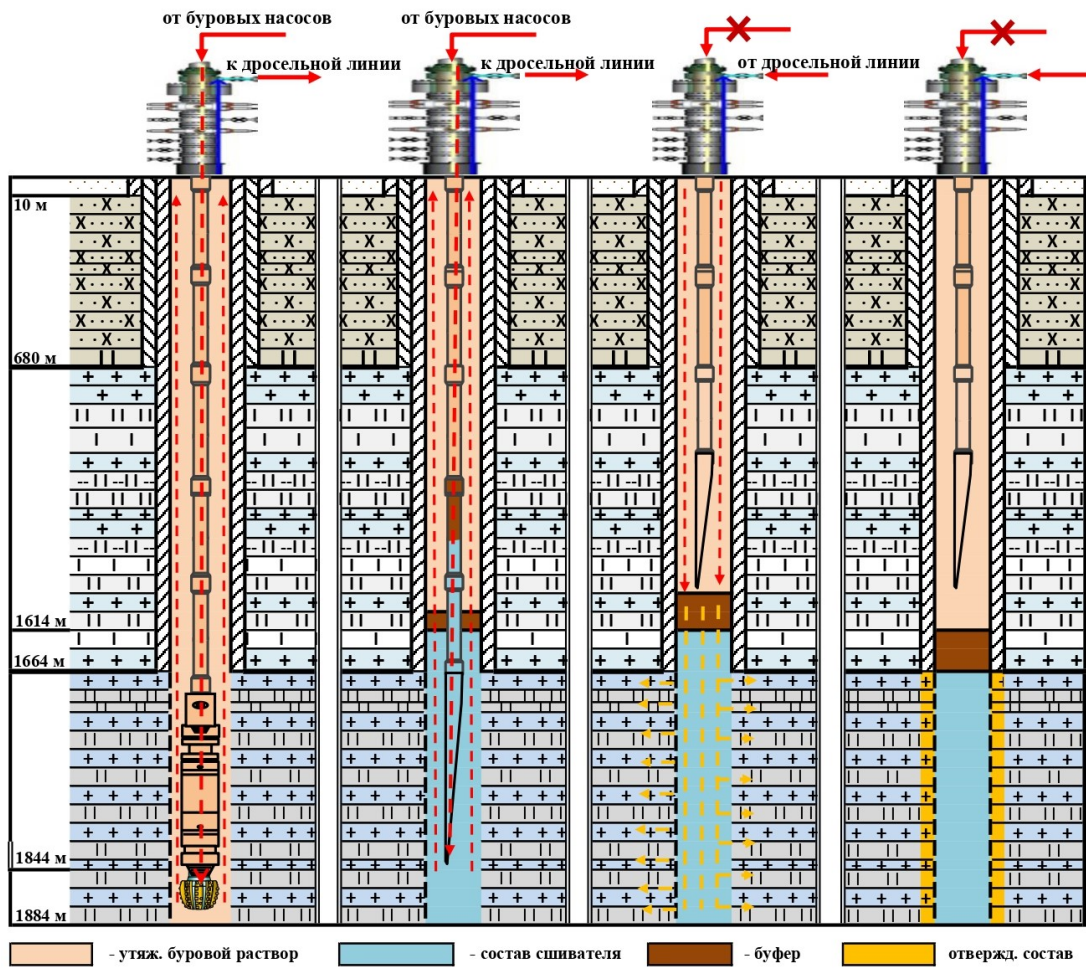 от буровых насосов
от буровых насосов
к дросельной линии
к дросельной линии
от дросельной линии
10 м
680 м
1614 м
1664 м
1844 м
1884 м
- утяж. буровой раствор
- состав сшивателя
- буфер
отвержд. состав